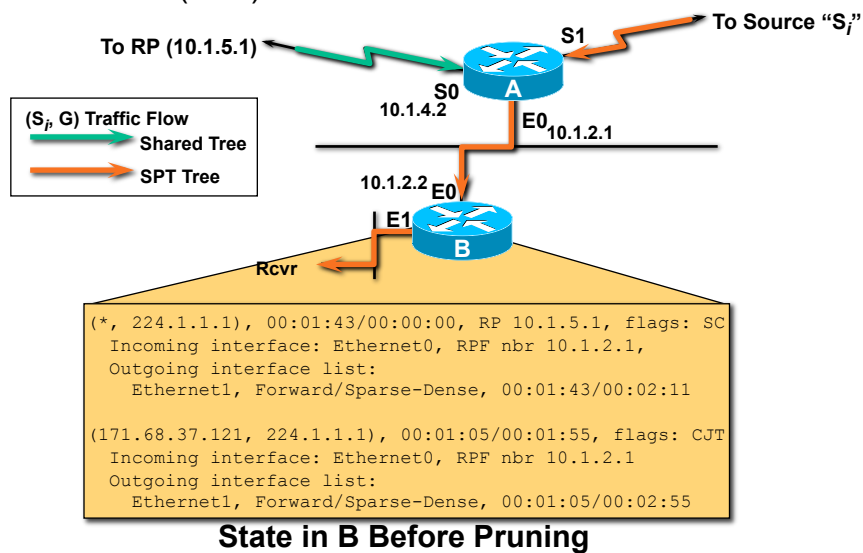 To RP (10.1.5.1)
To Source “Si”
S1
S0
A
10.1.4.2
E0
10.1.2.1
(Si, G) Traffic Flow
Shared Tree
SPT Tree
10.1.2.2
E0
E1
B
Rcvr
(*, 224.1.1.1), 00:01:43/00:00:00, RP 10.1.5.1, flags: SC
Incoming interface: Ethernet0, RPF nbr 10.1.2.1,
Outgoing interface list:
Ethernet1, Forward/Sparse-Dense, 00:01:43/00:02:11
(171.68.37.121, 224.1.1.1), 00:01:05/00:01:55, flags: CJT
Incoming interface: Ethernet0, RPF nbr 10.1.2.1
Outgoing interface list:
Ethernet1, Forward/Sparse-Dense, 00:01:05/00:02:55
State in B Before Pruning